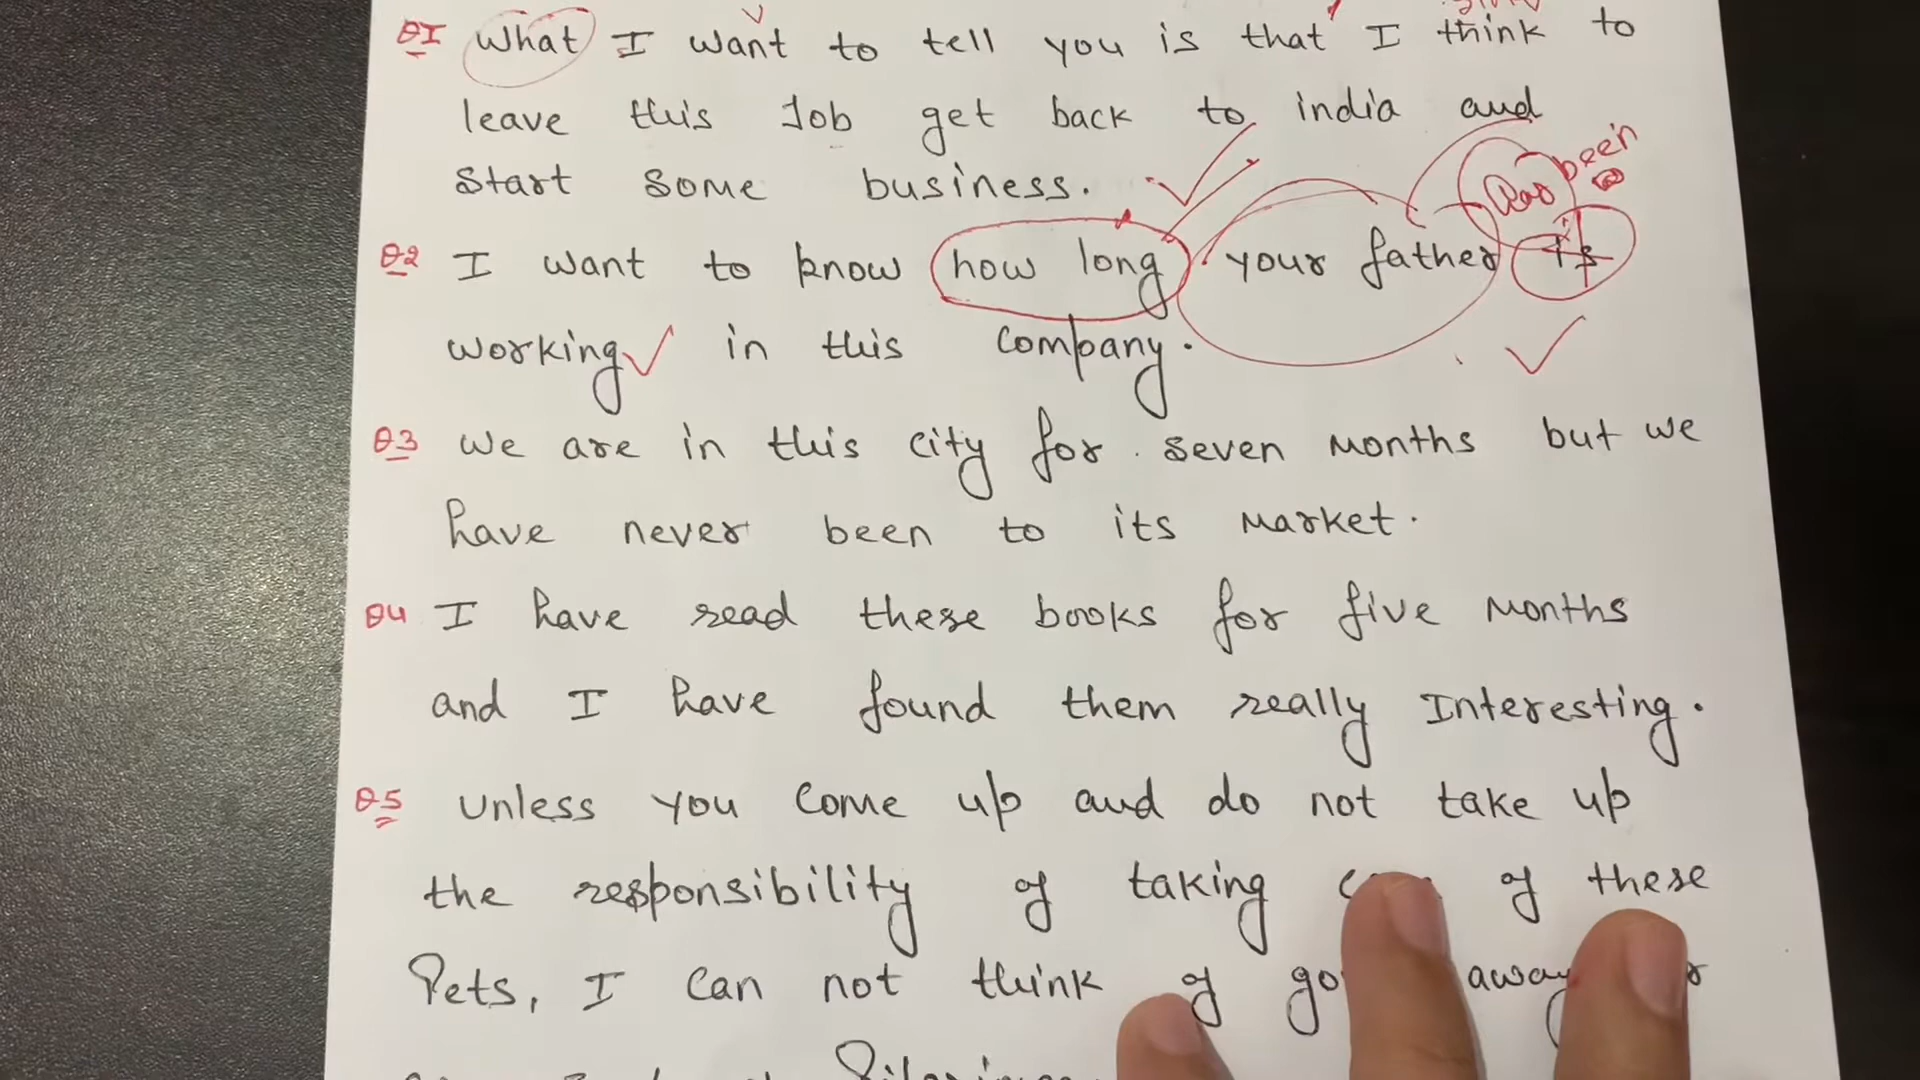 Q1 What I want to tell you is that I think to
leave this Job get back to india and
start some business.
been
has
Q2 I want to know how long your father is
working in this company.
Q3 we are in this city for seven months but we
have never been to its market.
Q4 I have read these books for five months
and I have found them really Interesting.
Q5 unless you come up and do not take up
the responsibility of taking of these
Pets, I can not think of away